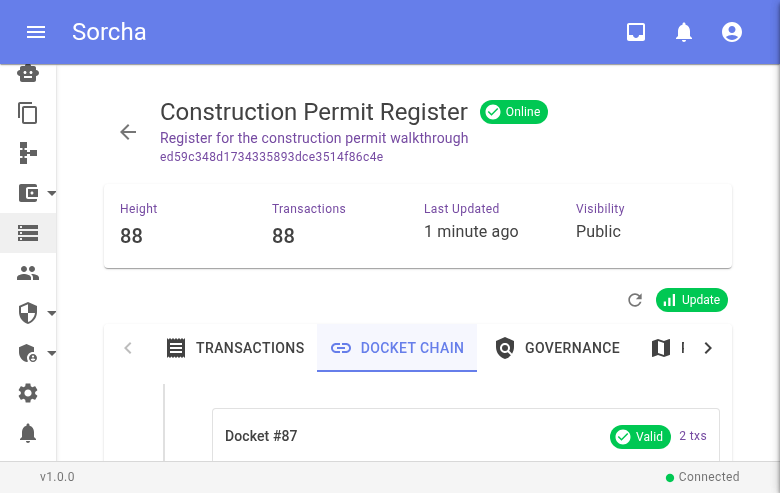 Sorcha
Construction Permit Register
Online
Register for the construction permit walkthrough
ed59c348d1734335893dce3514f86c4e
Height
Transactions
Last Updated
Visibility
88
88
1 minute ago
Public
Update
TRANSACTIONS
DOCKET CHAIN
GOVERNANCE
Docket #87
Valid
2 txs
v1.0.0
Connected